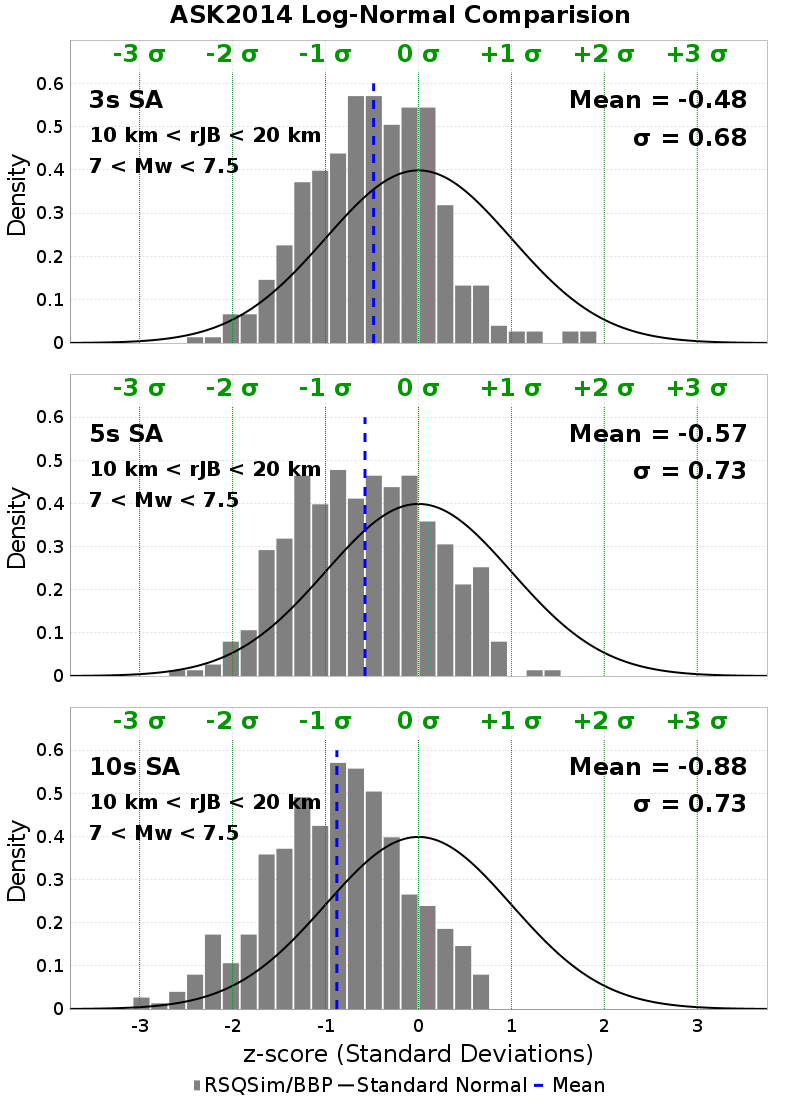 ASK2014 Log-Normal Comparision
-3 σ -2 σ -1 σ 0 σ +1 σ +2 σ +3 σ
0.6
3s SA Mean = -0.48
0.5
10 km < rJB < 20 km σ = 0.68
7 < Mw < 7.5
0.4
0.3
0.2
0.1
0
Density
-3 σ -2 σ -1 σ 0 σ +1 σ +2 σ +3 σ
0.6
5s SA Mean = -0.57
0.5
10 km < rJB < 20 km σ = 0.73
7 < Mw < 7.5
0.4
0.3
0.2
0.1
0
Density
-3 σ -2 σ -1 σ 0 σ +1 σ +2 σ +3 σ
0.6
10s SA Mean = -0.88
0.5
10 km < rJB < 20 km σ = 0.73
7 < Mw < 7.5
0.4
0.3
0.2
0.1
0
Density
-3 -2 -1 0 1 2 3
z-score (Standard Deviations)
RSQSim/BBP Standard Normal Mean